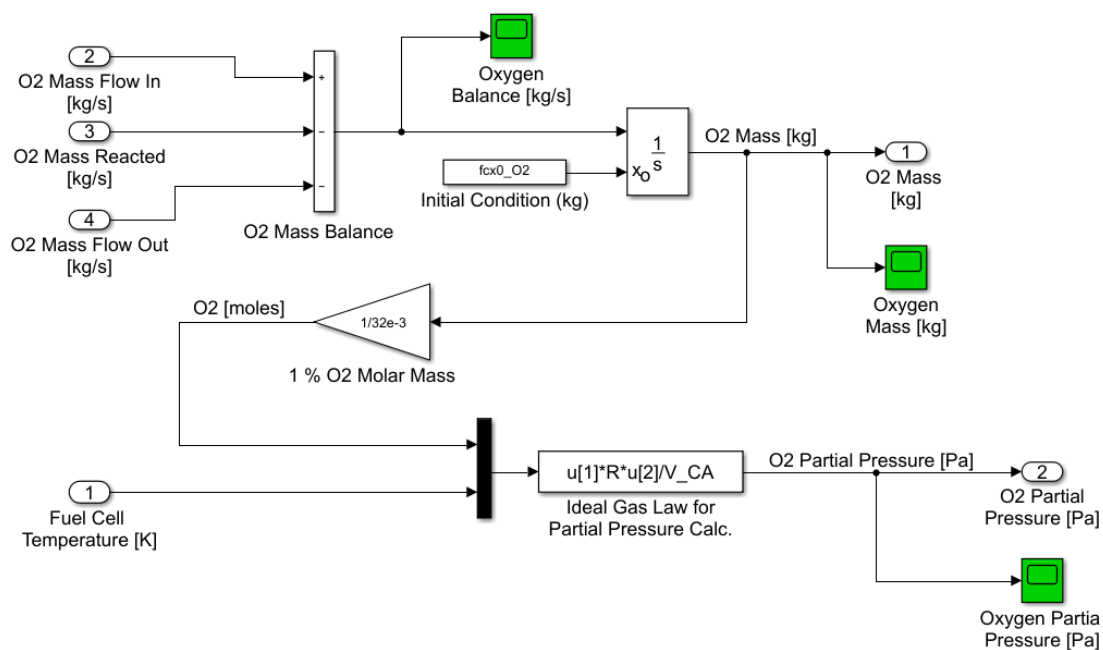 2
O2 Mass Flow In
[kg/s]
3
O2 Mass Reacted
[kg/s]
4
O2 Mass Flow Out
[kg/s]
+
−
−
O2 Mass Balance
Oxygen
Balance [kg/s]
fcx0_O2
Initial Condition (kg)
1
s
xo
O2 Mass [kg]
1
O2 Mass
[kg]
Oxygen
Mass [kg]
O2 [moles]
1/32e-3
1 % O2 Molar Mass
1
Fuel Cell
Temperature [K]
u[1]*R*u[2]/V_CA
Ideal Gas Law for
Partial Pressure Calc.
O2 Partial Pressure [Pa]
2
O2 Partial
Pressure [Pa]
Oxygen Partia
Pressure [Pa]